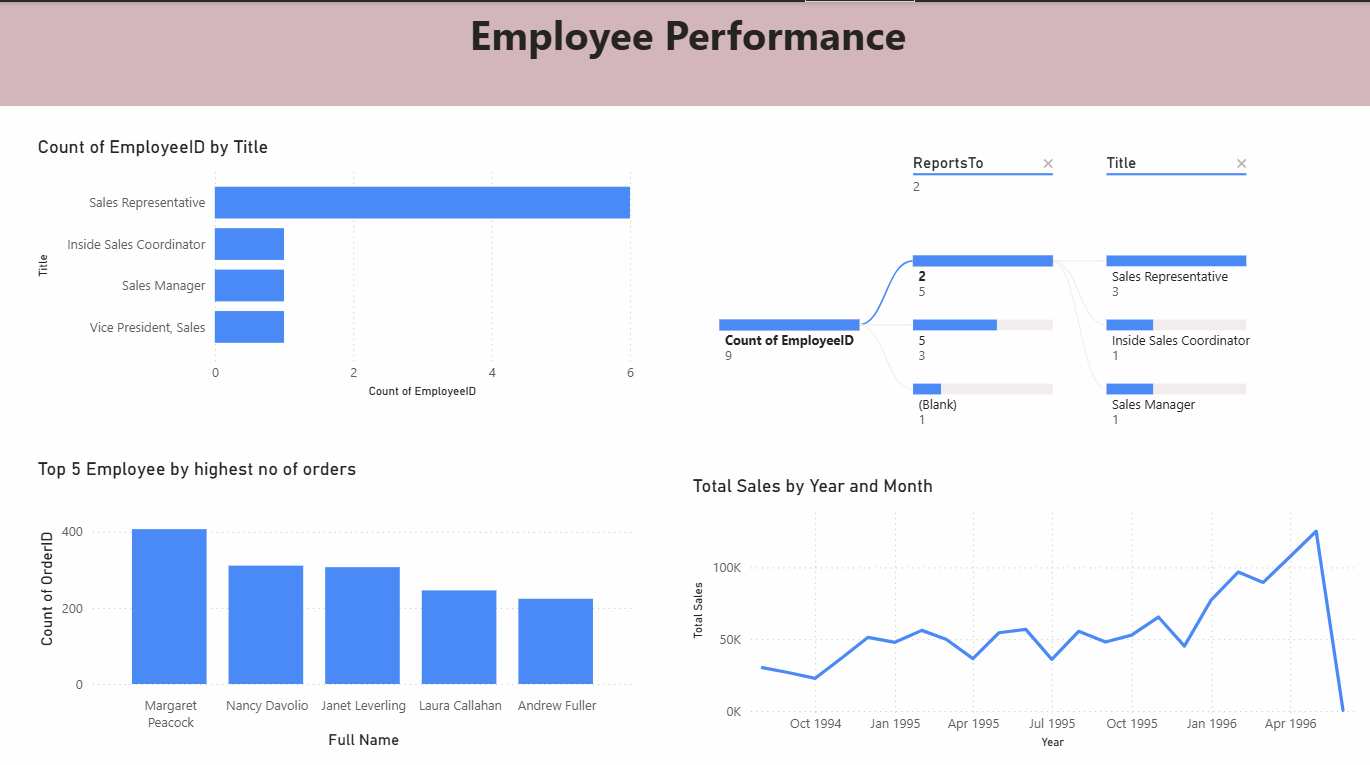 Employee Performance
Count of EmployeeID by Title
Title
Sales Representative
Inside Sales Coordinator
Sales Manager
Vice President, Sales
0 2 4 6
Count of EmployeeID
ReportsTo × Title ×
2
Count of EmployeeID
9
2
5
5
3
(Blank)
1
Sales Representative
3
Inside Sales Coordinator
1
Sales Manager
1
Top 5 Employee by highest no of orders
Count of OrderID
400
200
0
Margaret Peacock
Nancy Davolio
Janet Leverling
Laura Callahan
Andrew Fuller
Full Name
Total Sales by Year and Month
Total Sales
100K
50K
0K
Oct 1994 Jan 1995 Apr 1995 Jul 1995 Oct 1995 Jan 1996 Apr 1996
Year